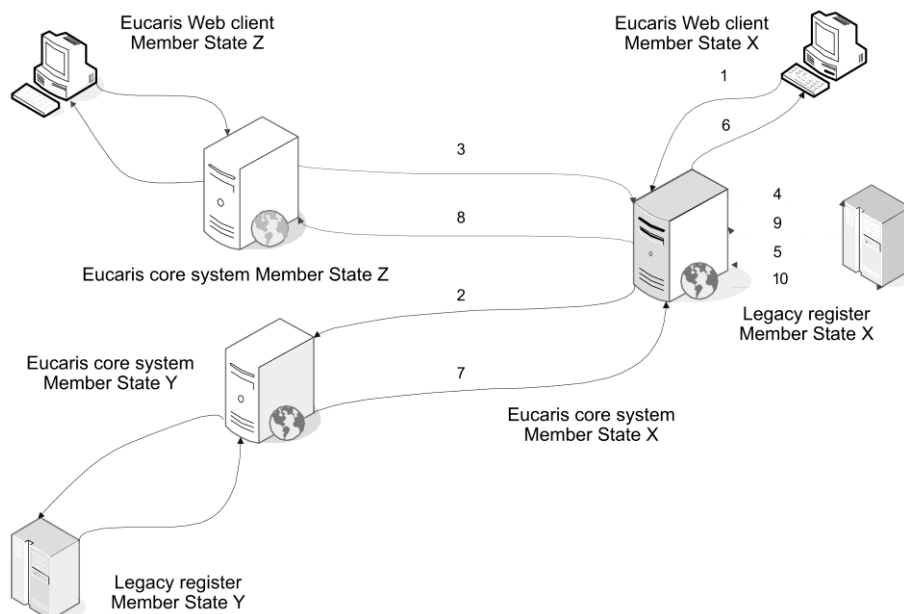 Eucaris Web client
Member State Z
Eucaris Web client
Member State X
1
6
3
4
9
5
10
8
Eucaris core system Member State Z
2
Legacy register
Member State X
Eucaris core system
Member State Y
7
Eucaris core system
Member State X
Legacy register
Member State Y